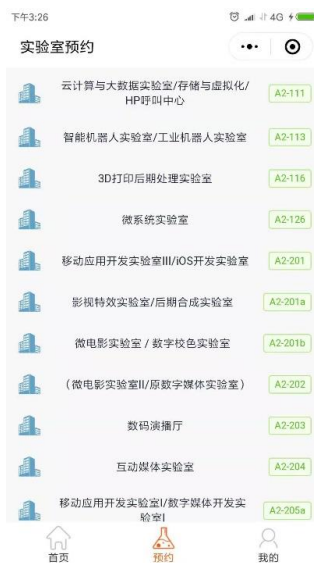 下午3:26
4G
实验室预约
云计算与大数据实验室/存储与虚拟化/
HP呼叫中心
A2-111
智能机器人实验室/工业机器人实验室
A2-113
3D打印后期处理实验室
A2-116
微系统实验室
A2-126
移动应用开发实验室III/iOS开发实验室
A2-201
影视特效实验室/后期合成实验室
A2-201a
微电影实验室 / 数字校色实验室
A2-201b
（微电影实验室II/原数字媒体实验室）
A2-202
数码演播厅
A2-203
互动媒体实验室
A2-204
移动应用开发实验室I/数字媒体开发实
验室I
A2-205a
首页
预约
我的